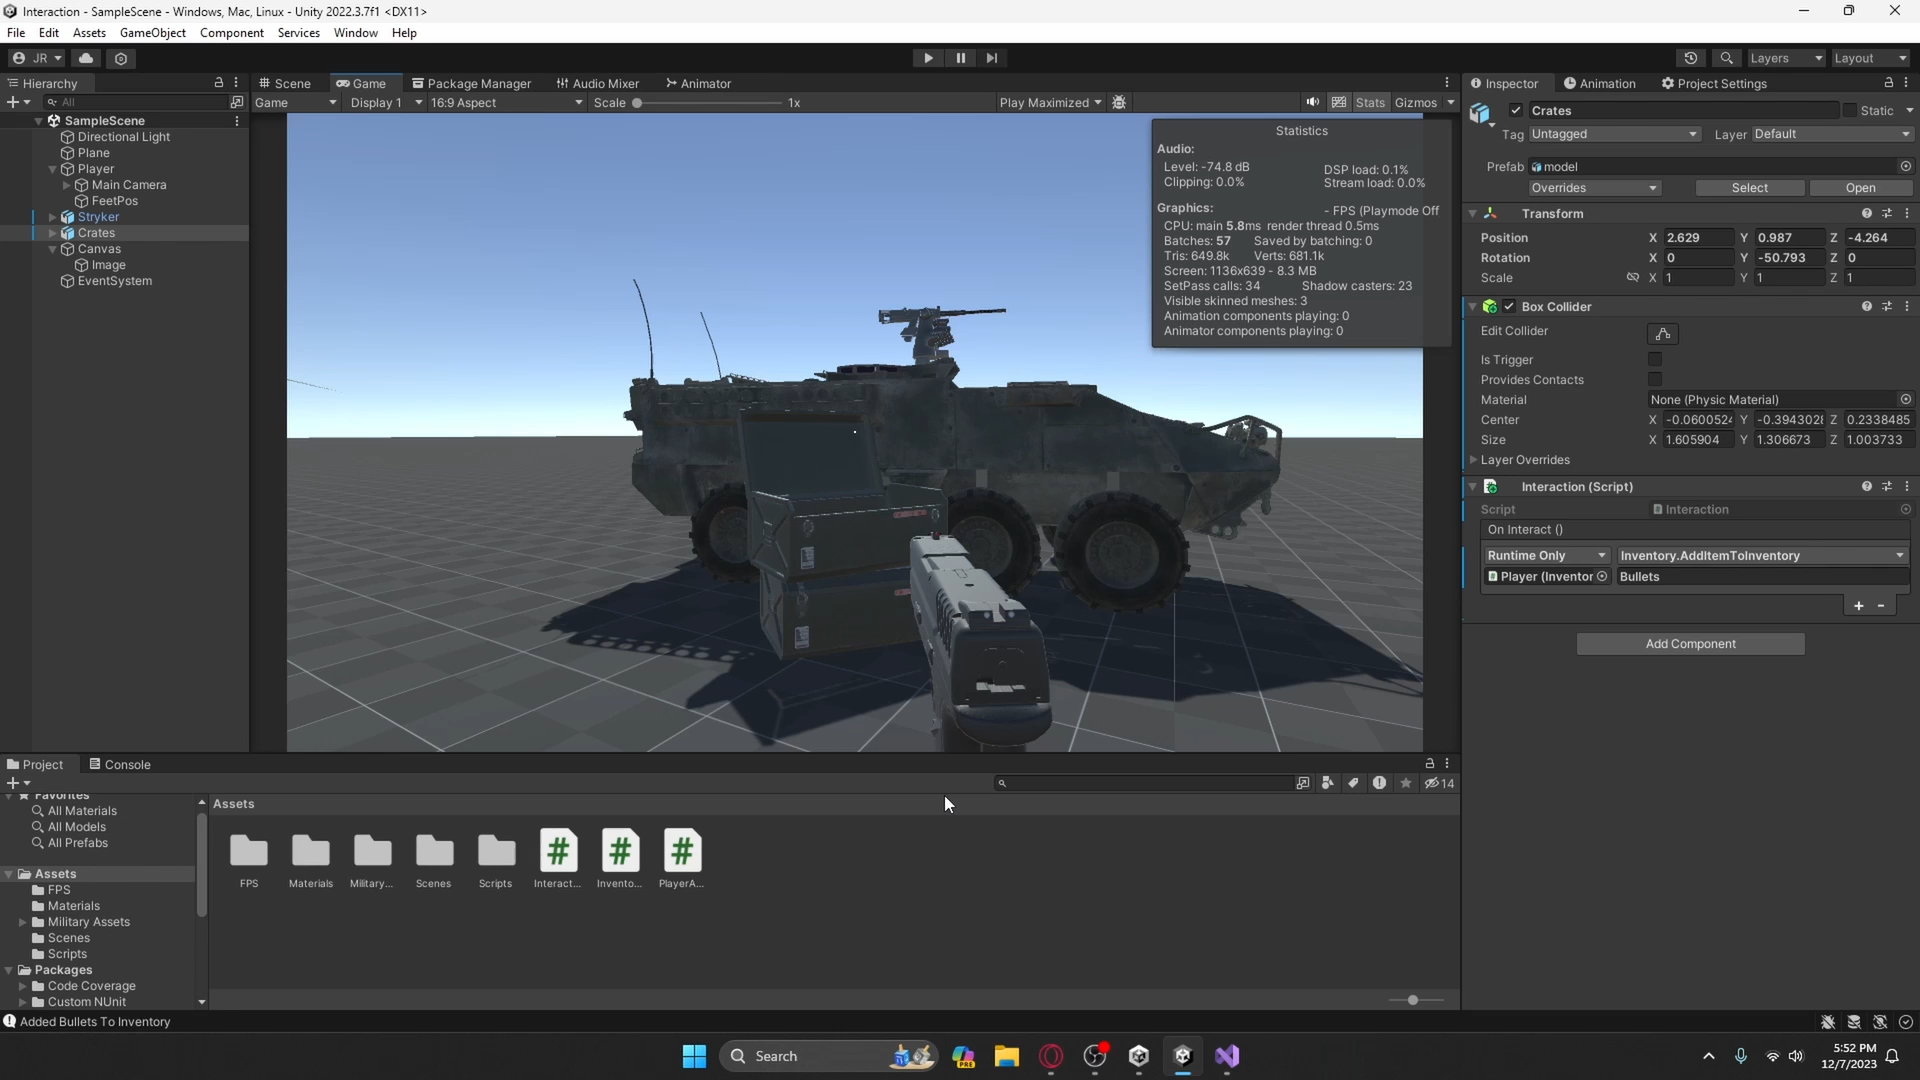 Interaction - SampleScene - Windows, Mac, Linux - Unity 2022.3.7f1 <DX11>
File Edit Assets GameObject Component Services Window Help
JR Layers Layout
Hierarchy
All
SampleScene
Directional Light
Plane
Player
Main Camera
FeetPos
Stryker
Crates
Canvas
Image
EventSystem
Scene Game Package Manager Audio Mixer Animator
Game Display 1 16:9 Aspect Scale 1x Play Maximized Stats Gizmos
Statistics
Audio:
Level: -74.8 dB DSP load: 0.1%
Clipping: 0.0% Stream load: 0.0%
Graphics: - FPS (Playmode Off
CPU: main 5.8ms render thread 0.5ms
Batches: 57 Saved by batching: 0
Tris: 649.8k Verts: 681.1k
Screen: 1136x639 - 8.3 MB
SetPass calls: 34 Shadow casters: 23
Visible skinned meshes: 3
Animation components playing: 0
Animator components playing: 0
Inspector Animation Project Settings
Crates Static
Tag Untagged Layer Default
Prefab model
Overrides Select Open
Transform
Position X 2.629 Y 0.987 Z -4.264
Rotation X 0 Y -50.793 Z 0
Scale X 1 Y 1 Z 1
Box Collider
Edit Collider
Is Trigger
Provides Contacts
Material None (Physic Material)
Center X -0.0600524 Y -0.3943028 Z 0.2338485
Size X 1.605904 Y 1.306673 Z 1.003733
Layer Overrides
Interaction (Script)
Script Interaction
On Interact ()
Runtime Only Inventory.AddItemToInventory
Player (Inventor Bullets
+ -
Add Component
Project Console
14
Favorites
All Materials
All Models
All Prefabs
Assets
FPS
Materials
Military Assets
Scenes
Scripts
Packages
Code Coverage
Custom NUnit
Assets
FPS Materials Military... Scenes Scripts Interact... Invento... PlayerA...
Added Bullets To Inventory
Search
PRE
5:52 PM
12/7/2023